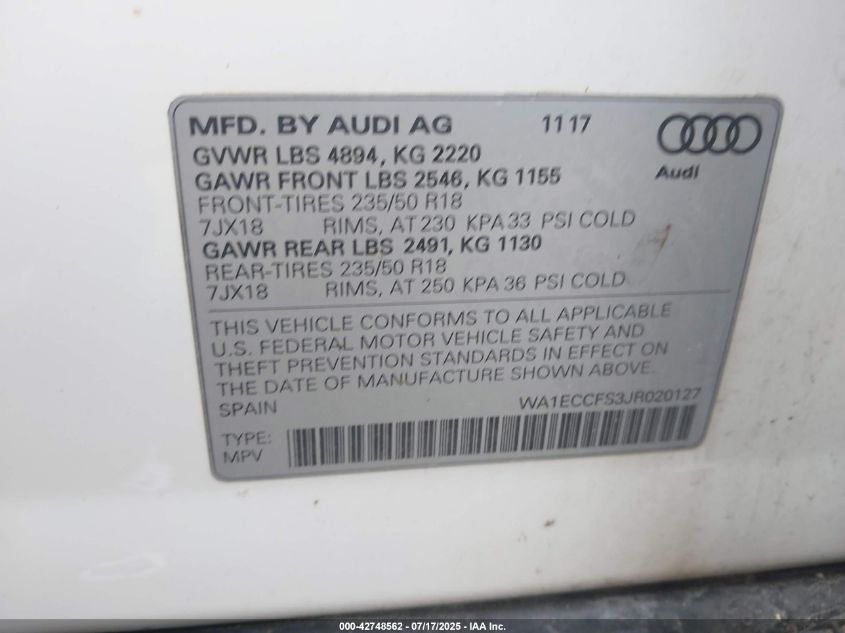 MFD. BY AUDI AG 11 17
GVWR LBS 4894, KG 2220
GAWR FRONT LBS 2546, KG 1155
Audi
FRONT-TIRES 235/50 R18
7JX18 RIMS, AT 230 KPA 33 PSI COLD
GAWR REAR LBS 2491, KG 1130
REAR-TIRES 235/50 R18
7JX18 RIMS, AT 250 KPA 36 PSI COLD
THIS VEHICLE CONFORMS TO ALL APPLICABLE
U.S. FEDERAL MOTOR VEHICLE SAFETY AND
THEFT PREVENTION STANDARDS IN EFFECT ON
THE DATE OF MANUFACTURE SHOWN ABOVE.
SPAIN WA1ECCFS3JR020127
TYPE:
MPV
000-42748562 - 07/17/2025 - IAA Inc.